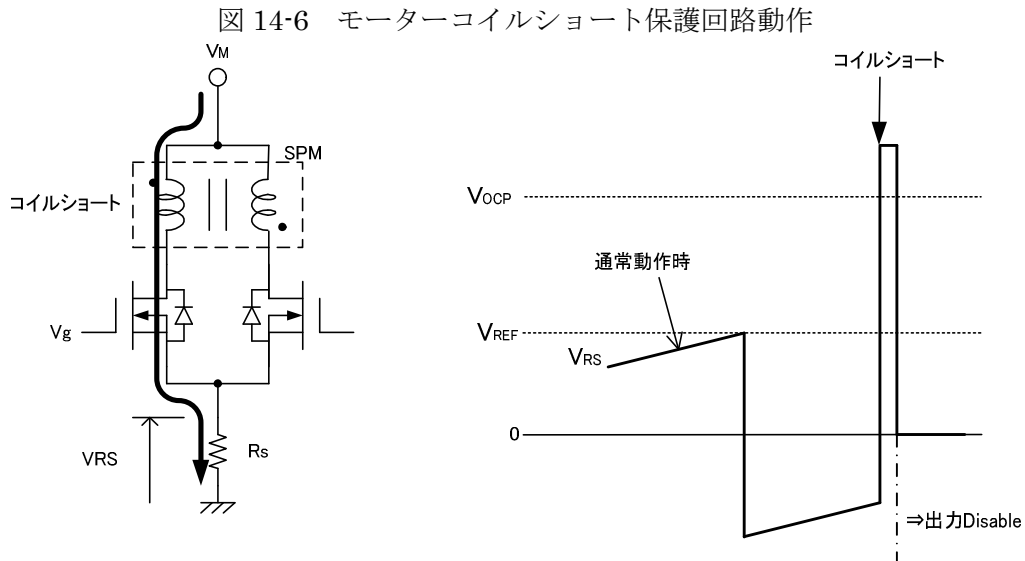 図 14-6　モーターコイルショート保護回路動作
VM
SPM
コイルショート
Vg
VRS
Rs
コイルショート
VOCP
通常動作時
VREF
VRS
0
⇒出力Disable